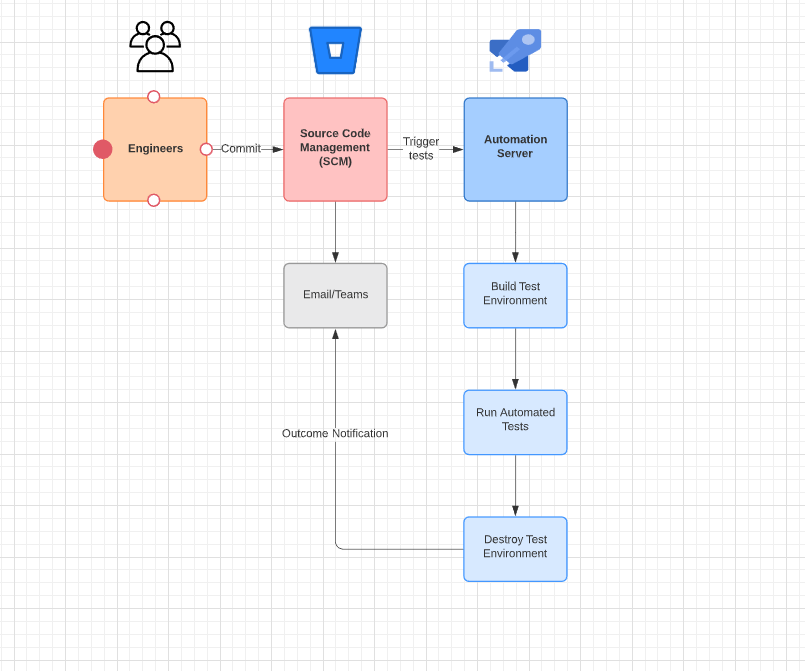 Engineers
Commit
Source Code
Management
(SCM)
Trigger
tests
Automation
Server
Email/Teams
Build Test
Environment
Run Automated
Tests
Outcome Notification
Destroy Test
Environment